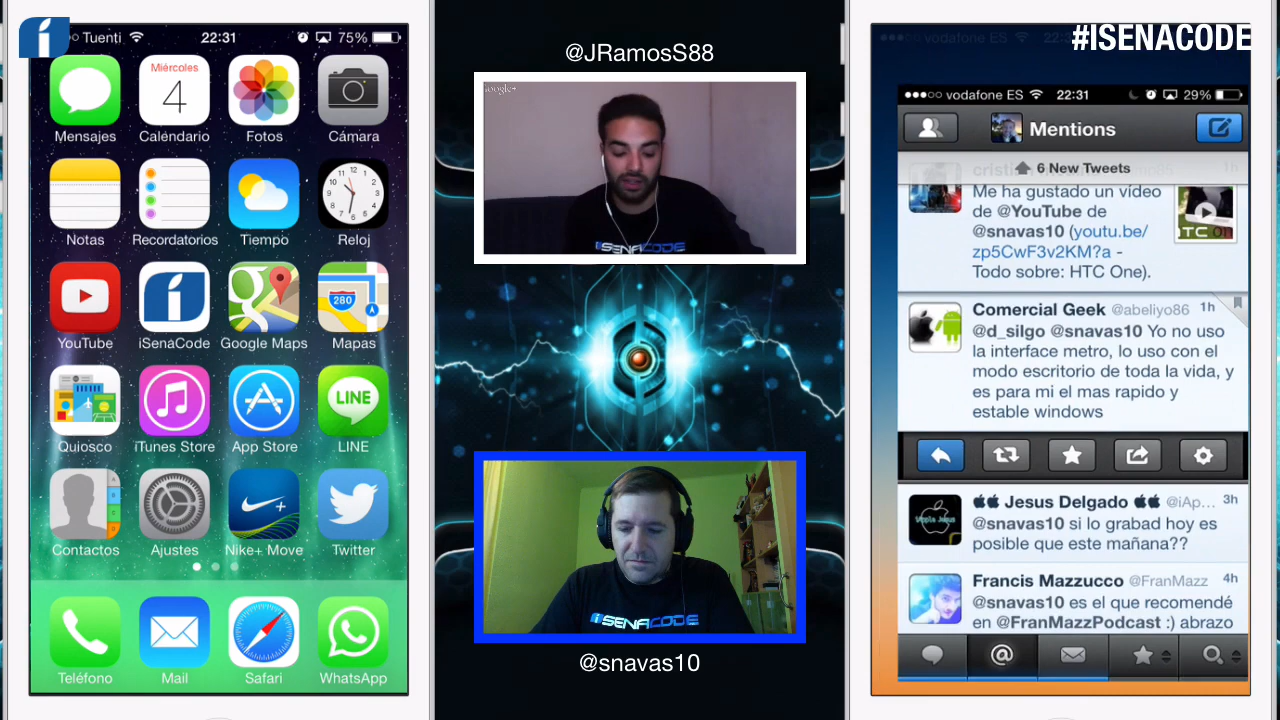 Tuenti
22:31
75%
Miércoles
4
Mensajes
Calendario
Fotos
Cámara
Notas
Recordatorios
Tiempo
Reloj
280
YouTube
iSenaCode
Google Maps
Mapas
LINE
Quiosco
iTunes Store
App Store
LINE
Contactos
Ajustes
Nike+ Move
Twitter
Teléfono
Mail
Safari
WhatsApp
@JRamosS88
Google+
iSENACODE
iSENACODE
@snavas10
#ISENACODE
vodafone ES
22:31
29%
Mentions
6 New Tweets
1h
Me ha gustado un vídeo
de @YouTube de
@snavas10 (youtu.be/
zp5CwF3v2KM?a -
Todo sobre: HTC One).
Comercial Geek @abeliyo86 1h
@d_silgo @snavas10 Yo no uso
la interface metro, lo uso con el
modo escritorio de toda la vida, y
es para mi el mas rapido y
estable windows
Jesus Delgado @iAp... 3h
@snavas10 si lo grabad hoy es
posible que este mañana??
Francis Mazzucco @FranMazz 4h
@snavas10 es el que recomendé
en @FranMazzPodcast :) abrazo